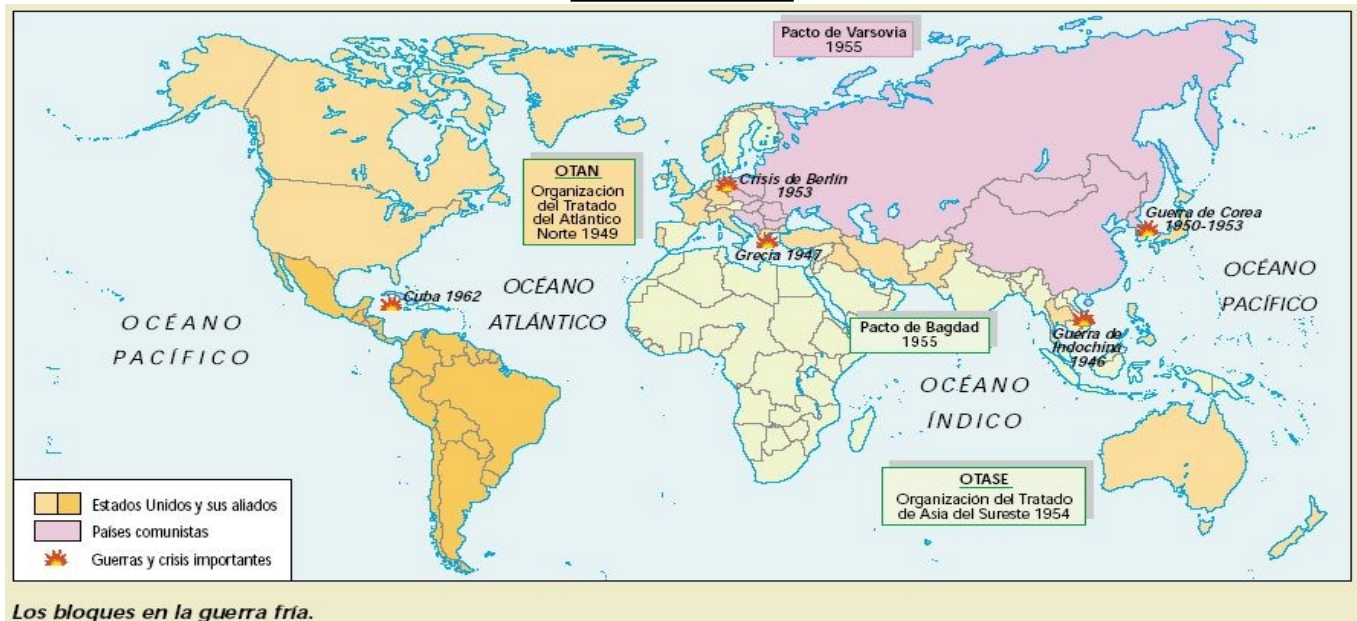 Pacto de Varsovia
1955
OTAN
Organización
del Tratado
del Atlántico
Norte 1949
Crisis de Berlín
1953
Guerra de Corea
1950-1953
Grecia 1947
Cuba 1962
OCÉANO
ATLÁNTICO
OCÉANO
PACÍFICO
OCÉANO
PACÍFICO
Pacto de Bagdad
1955
Guerra de
Indochina
1946
OCÉANO
ÍNDICO
OTASE
Organización del Tratado
de Asia del Sureste 1954
Estados Unidos y sus aliados
Países comunistas
Guerras y crisis importantes
Los bloques en la guerra fría.